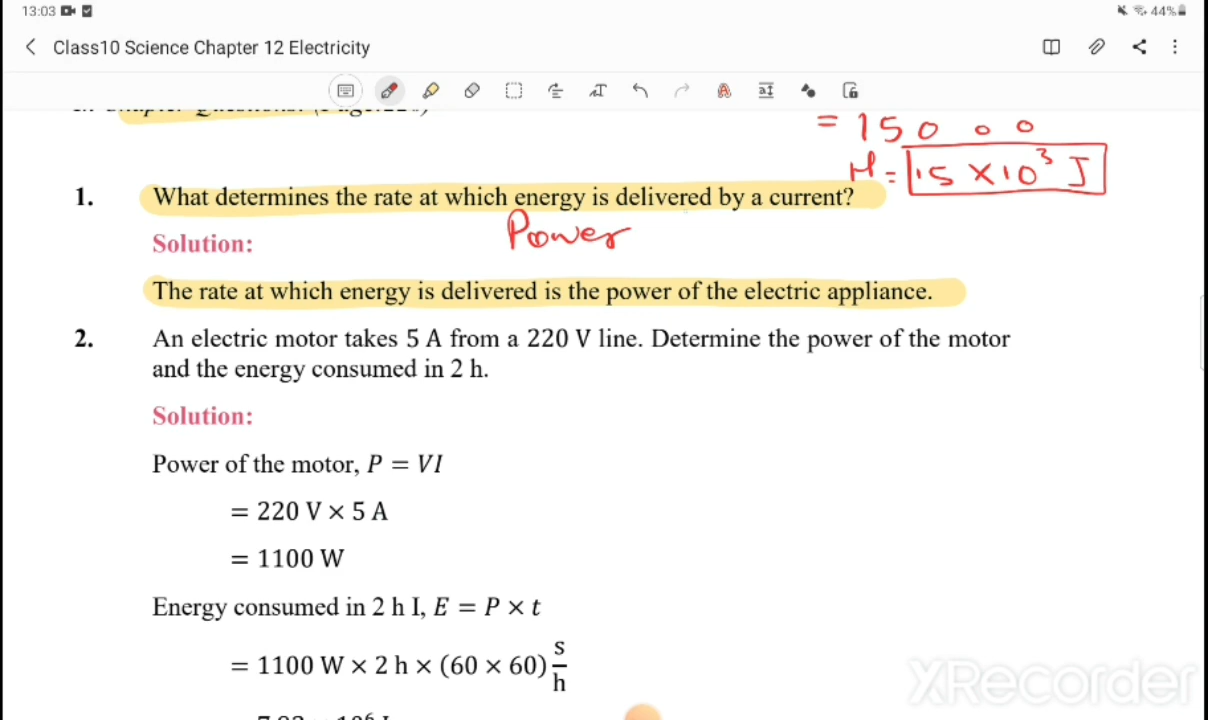 13:03 44%
Class10 Science Chapter 12 Electricity
= 15000
H = 15 × 10³ J
1. What determines the rate at which energy is delivered by a current?
Power
Solution:
The rate at which energy is delivered is the power of the electric appliance.
2. An electric motor takes 5 A from a 220 V line. Determine the power of the motor
and the energy consumed in 2 h.
Solution:
Power of the motor, P = VI
= 220 V × 5 A
= 1100 W
Energy consumed in 2 h I, E = P × t
= 1100 W × 2 h × (60 × 60) s/h
XRecorder